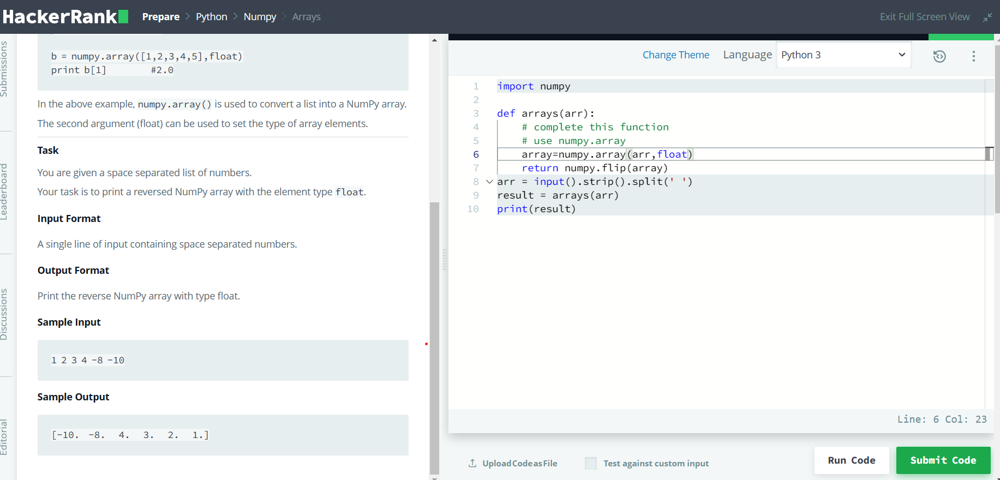 HackerRank
Prepare > Python > Numpy > Arrays
Exit Full Screen View
Submissions
Leaderboard
Discussions
Editorial
b = numpy.array([1,2,3,4,5],float)
print b[1] #2.0
In the above example, numpy.array() is used to convert a list into a NumPy array.
The second argument (float) can be used to set the type of array elements.
Task
You are given a space separated list of numbers.
Your task is to print a reversed NumPy array with the element type float.
Input Format
A single line of input containing space separated numbers.
Output Format
Print the reverse NumPy array with type float.
Sample Input
1 2 3 4 -8 -10
Sample Output
[-10. -8. 4. 3. 2. 1.]
Change Theme Language Python 3
1 import numpy
2
3 def arrays(arr):
4 # complete this function
5 # use numpy.array
6 array=numpy.array(arr,float)
7 return numpy.flip(array)
8 arr = input().strip().split(' ')
9 result = arrays(arr)
10 print(result)
Line: 6 Col: 23
Upload Code as File
Test against custom input
Run Code
Submit Code